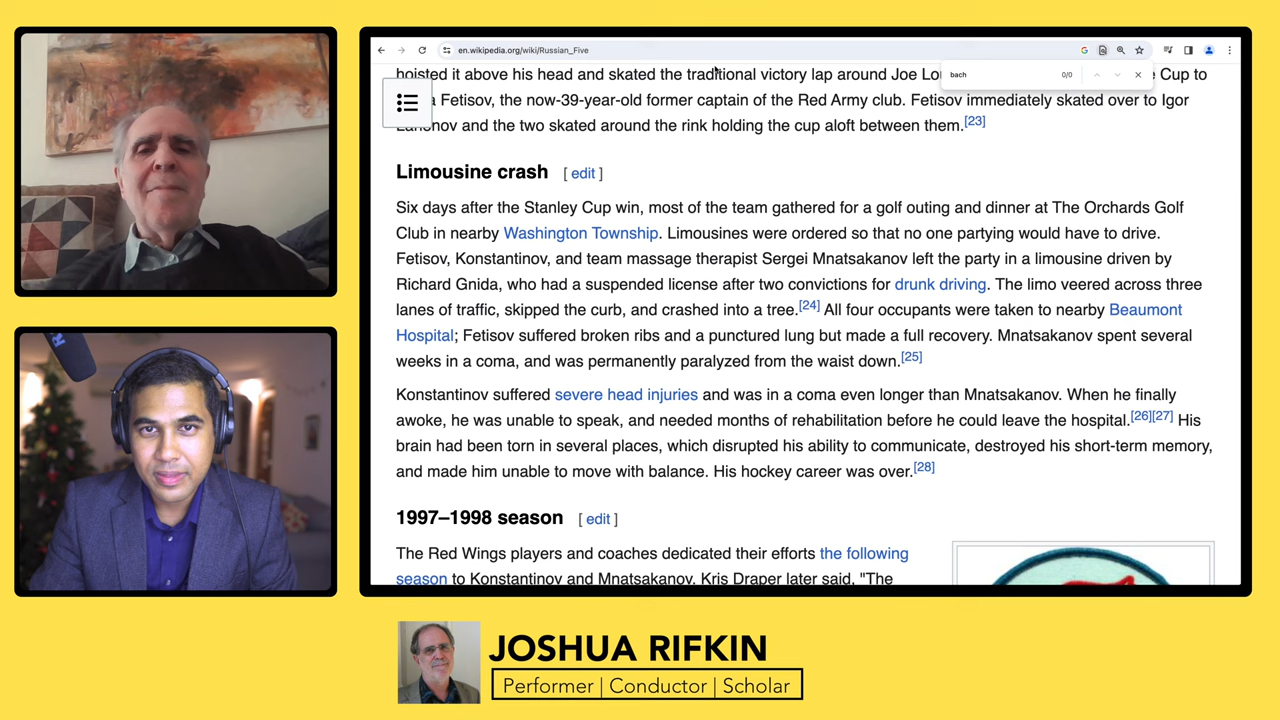 en.wikipedia.org/wiki/Russian_Five
bach 0/0
hoisted it above his head and skated the traditional victory lap around Joe Lou Cup to
a Fetisov, the now-39-year-old former captain of the Red Army club. Fetisov immediately skated over to Igor
Larionov and the two skated around the rink holding the cup aloft between them.[23]
Limousine crash [ edit ]
Six days after the Stanley Cup win, most of the team gathered for a golf outing and dinner at The Orchards Golf
Club in nearby Washington Township. Limousines were ordered so that no one partying would have to drive.
Fetisov, Konstantinov, and team massage therapist Sergei Mnatsakanov left the party in a limousine driven by
Richard Gnida, who had a suspended license after two convictions for drunk driving. The limo veered across three
lanes of traffic, skipped the curb, and crashed into a tree.[24] All four occupants were taken to nearby Beaumont
Hospital; Fetisov suffered broken ribs and a punctured lung but made a full recovery. Mnatsakanov spent several
weeks in a coma, and was permanently paralyzed from the waist down.[25]
Konstantinov suffered severe head injuries and was in a coma even longer than Mnatsakanov. When he finally
awoke, he was unable to speak, and needed months of rehabilitation before he could leave the hospital.[26][27] His
brain had been torn in several places, which disrupted his ability to communicate, destroyed his short-term memory,
and made him unable to move with balance. His hockey career was over.[28]
1997–1998 season [ edit ]
The Red Wings players and coaches dedicated their efforts the following
season to Konstantinov and Mnatsakanov. Kris Draper later said, "The
JOSHUA RIFKIN
Performer | Conductor | Scholar